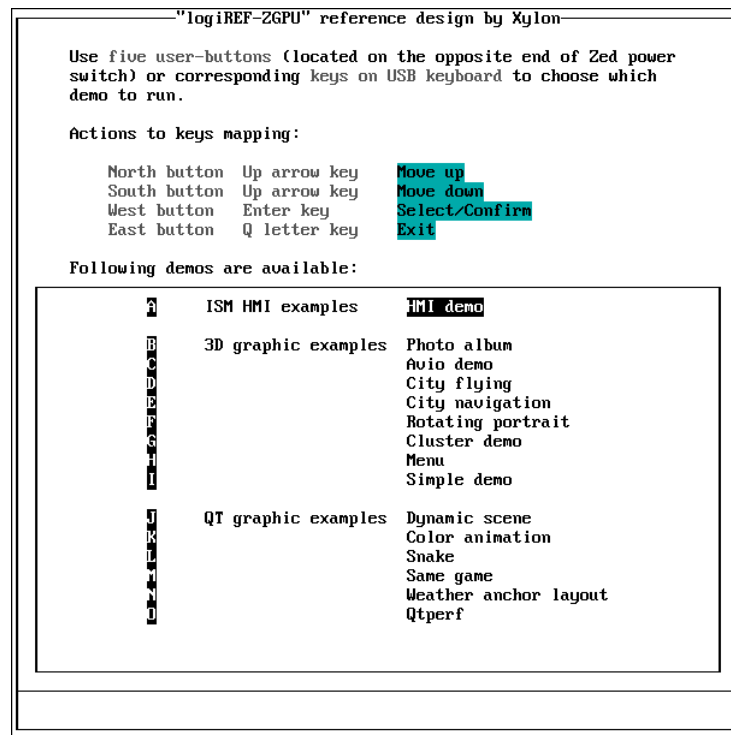 "logiREF-ZGPU" reference design by Xylon
Use five user-buttons (located on the opposite end of Zed power
switch) or corresponding keys on USB keyboard to choose which
demo to run.
Actions to keys mapping:
North button Up arrow key Move up
South button Up arrow key Move down
West button Enter key Select/Confirm
East button Q letter key Exit
Following demos are available:
A ISM HMI examples HMI demo
B 3D graphic examples Photo album
C Avio demo
D City flying
E City navigation
F Rotating portrait
G Cluster demo
H Menu
I Simple demo
J QT graphic examples Dynamic scene
K Color animation
L Snake
M Same game
N Weather anchor layout
O Qtperf